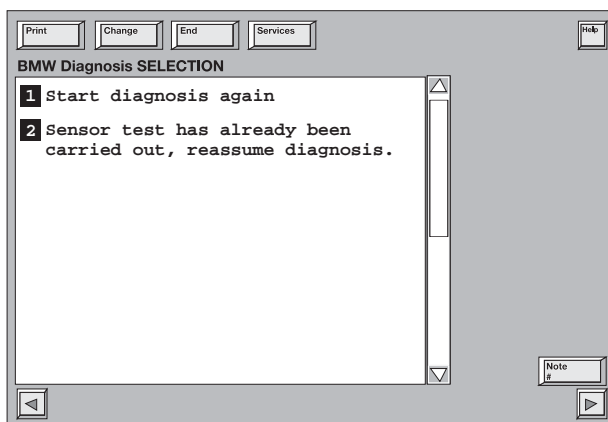 Print Change End Services Help
BMW Diagnosis SELECTION
1 Start diagnosis again
2 Sensor test has already been
carried out, reassume diagnosis.
Note
#